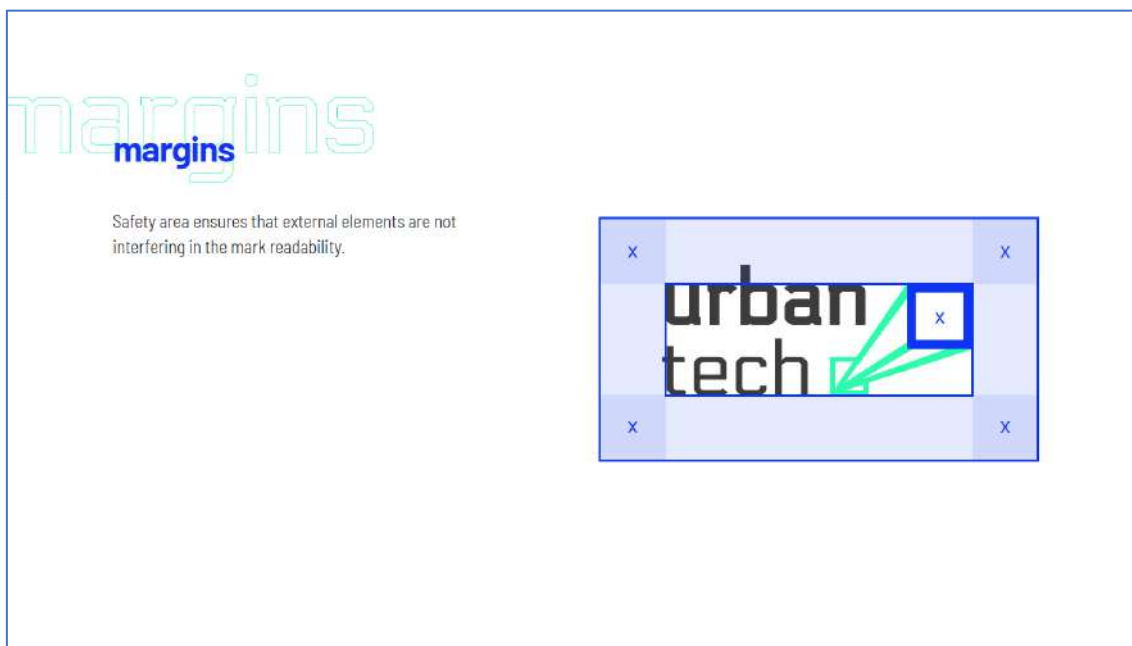 margins
margins
Safety area ensures that external elements are not
interfering in the mark readability.
x
x
urban
x
tech
x
x